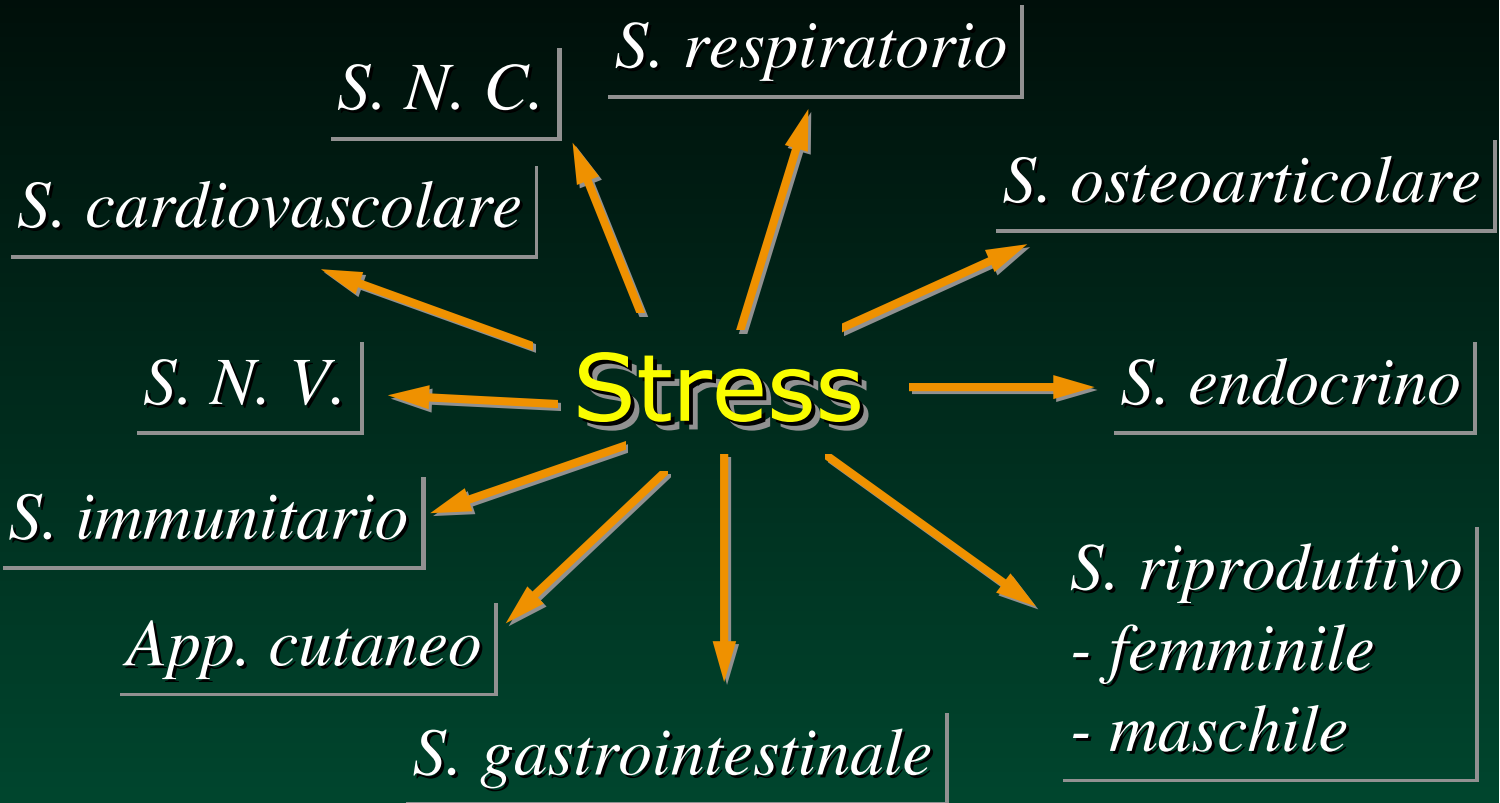 S. respiratorio
S. N. C.
S. osteoarticolare
S. cardiovascolare
S. N. V.
Stress
S. endocrino
S. immunitario
S. riproduttivo
- femminile
- maschile
App. cutaneo
S. gastrointestinale